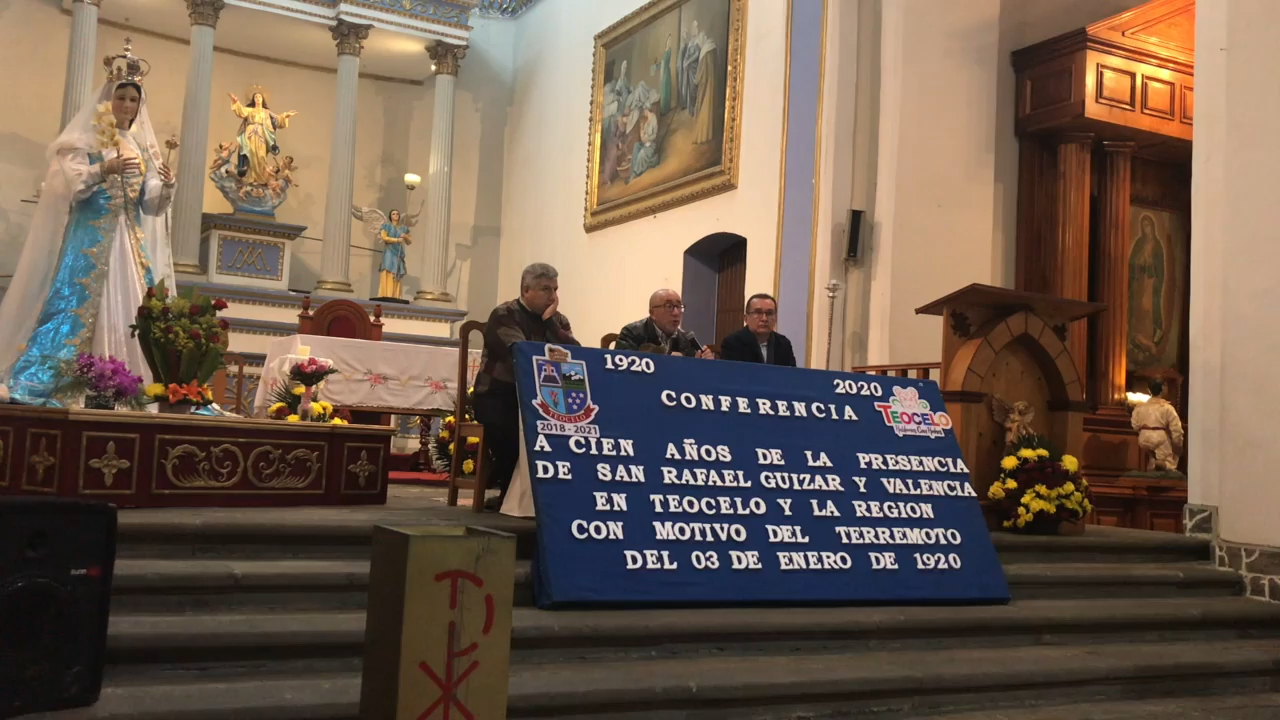 1920
2020
CONFERENCIA
TEOCELO
2018 - 2021
TEOCELO
A CIEN AÑOS DE LA PRESENCIA
DE SAN RAFAEL GUIZAR Y VALENCIA
EN TEOCELO Y LA REGION
CON MOTIVO DEL TERREMOTO
DEL 03 DE ENERO DE 1920